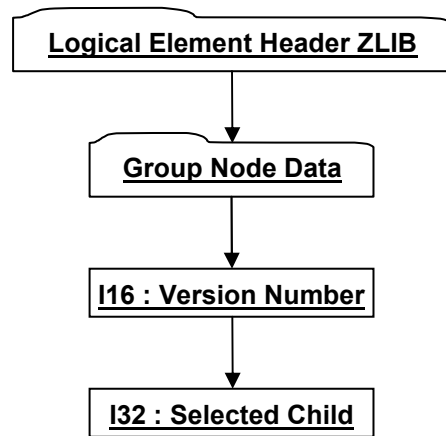 Logical Element Header ZLIB
Group Node Data
I16 : Version Number
I32 : Selected Child